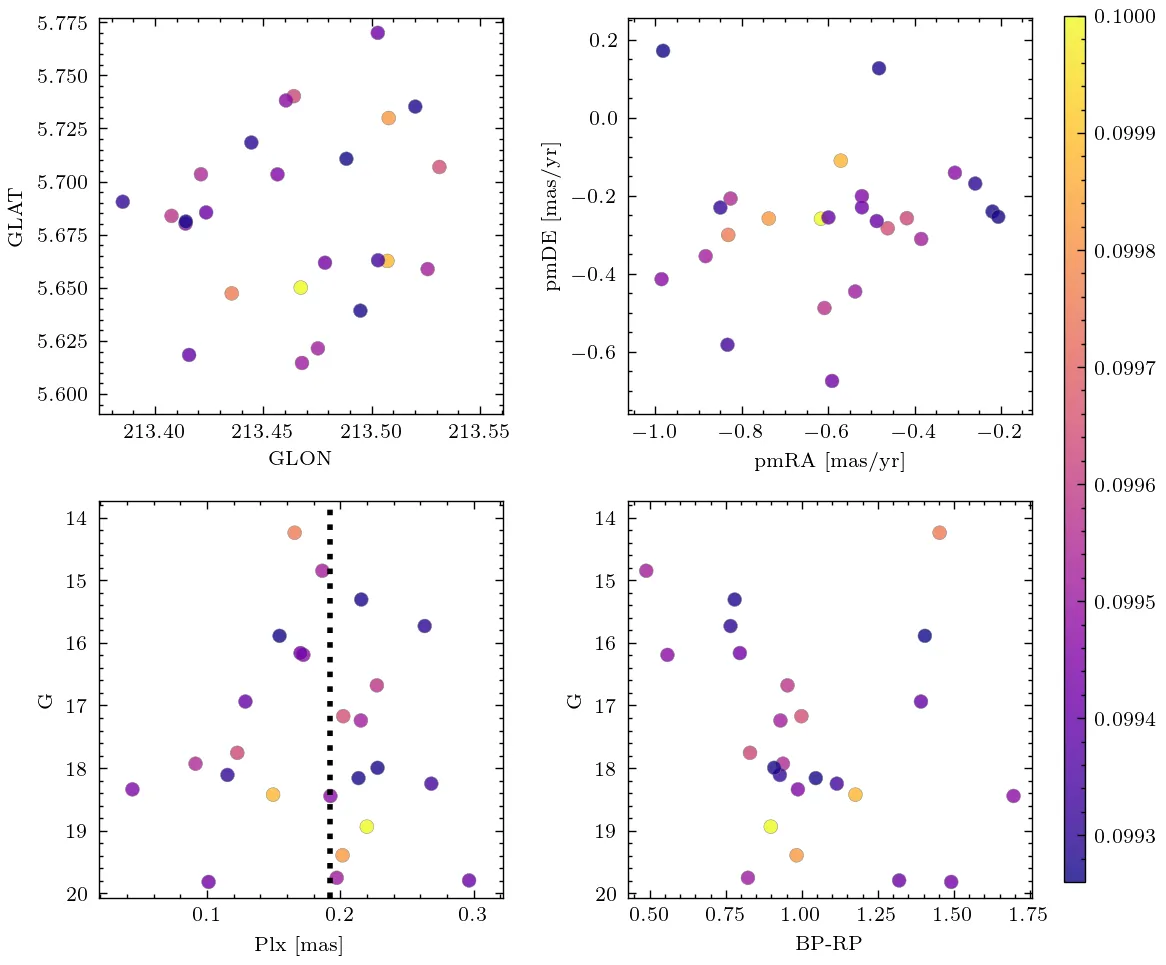 5.775
5.750
5.725
5.700
5.675
5.650
5.625
5.600
GLAT
213.40 213.45 213.50 213.55
GLON
0.2
0.0
−0.2
−0.4
−0.6
pmDE [mas/yr]
−1.0 −0.8 −0.6 −0.4 −0.2
pmRA [mas/yr]
14
15
16
17
18
19
20
G
0.1 0.2 0.3
Plx [mas]
14
15
16
17
18
19
20
G
0.50 0.75 1.00 1.25 1.50 1.75
BP-RP
0.1000
0.0999
0.0998
0.0997
0.0996
0.0995
0.0994
0.0993